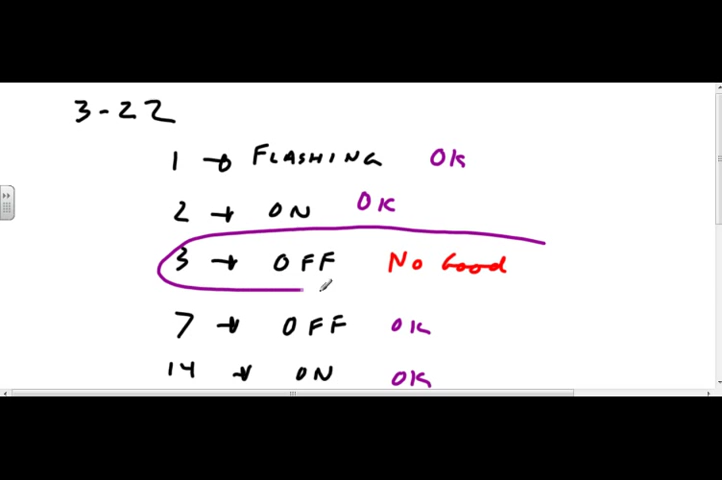 3-22
1 → FLASHING OK
2 → ON OK
3 → OFF No Good
7 → OFF OK
14 → ON OK